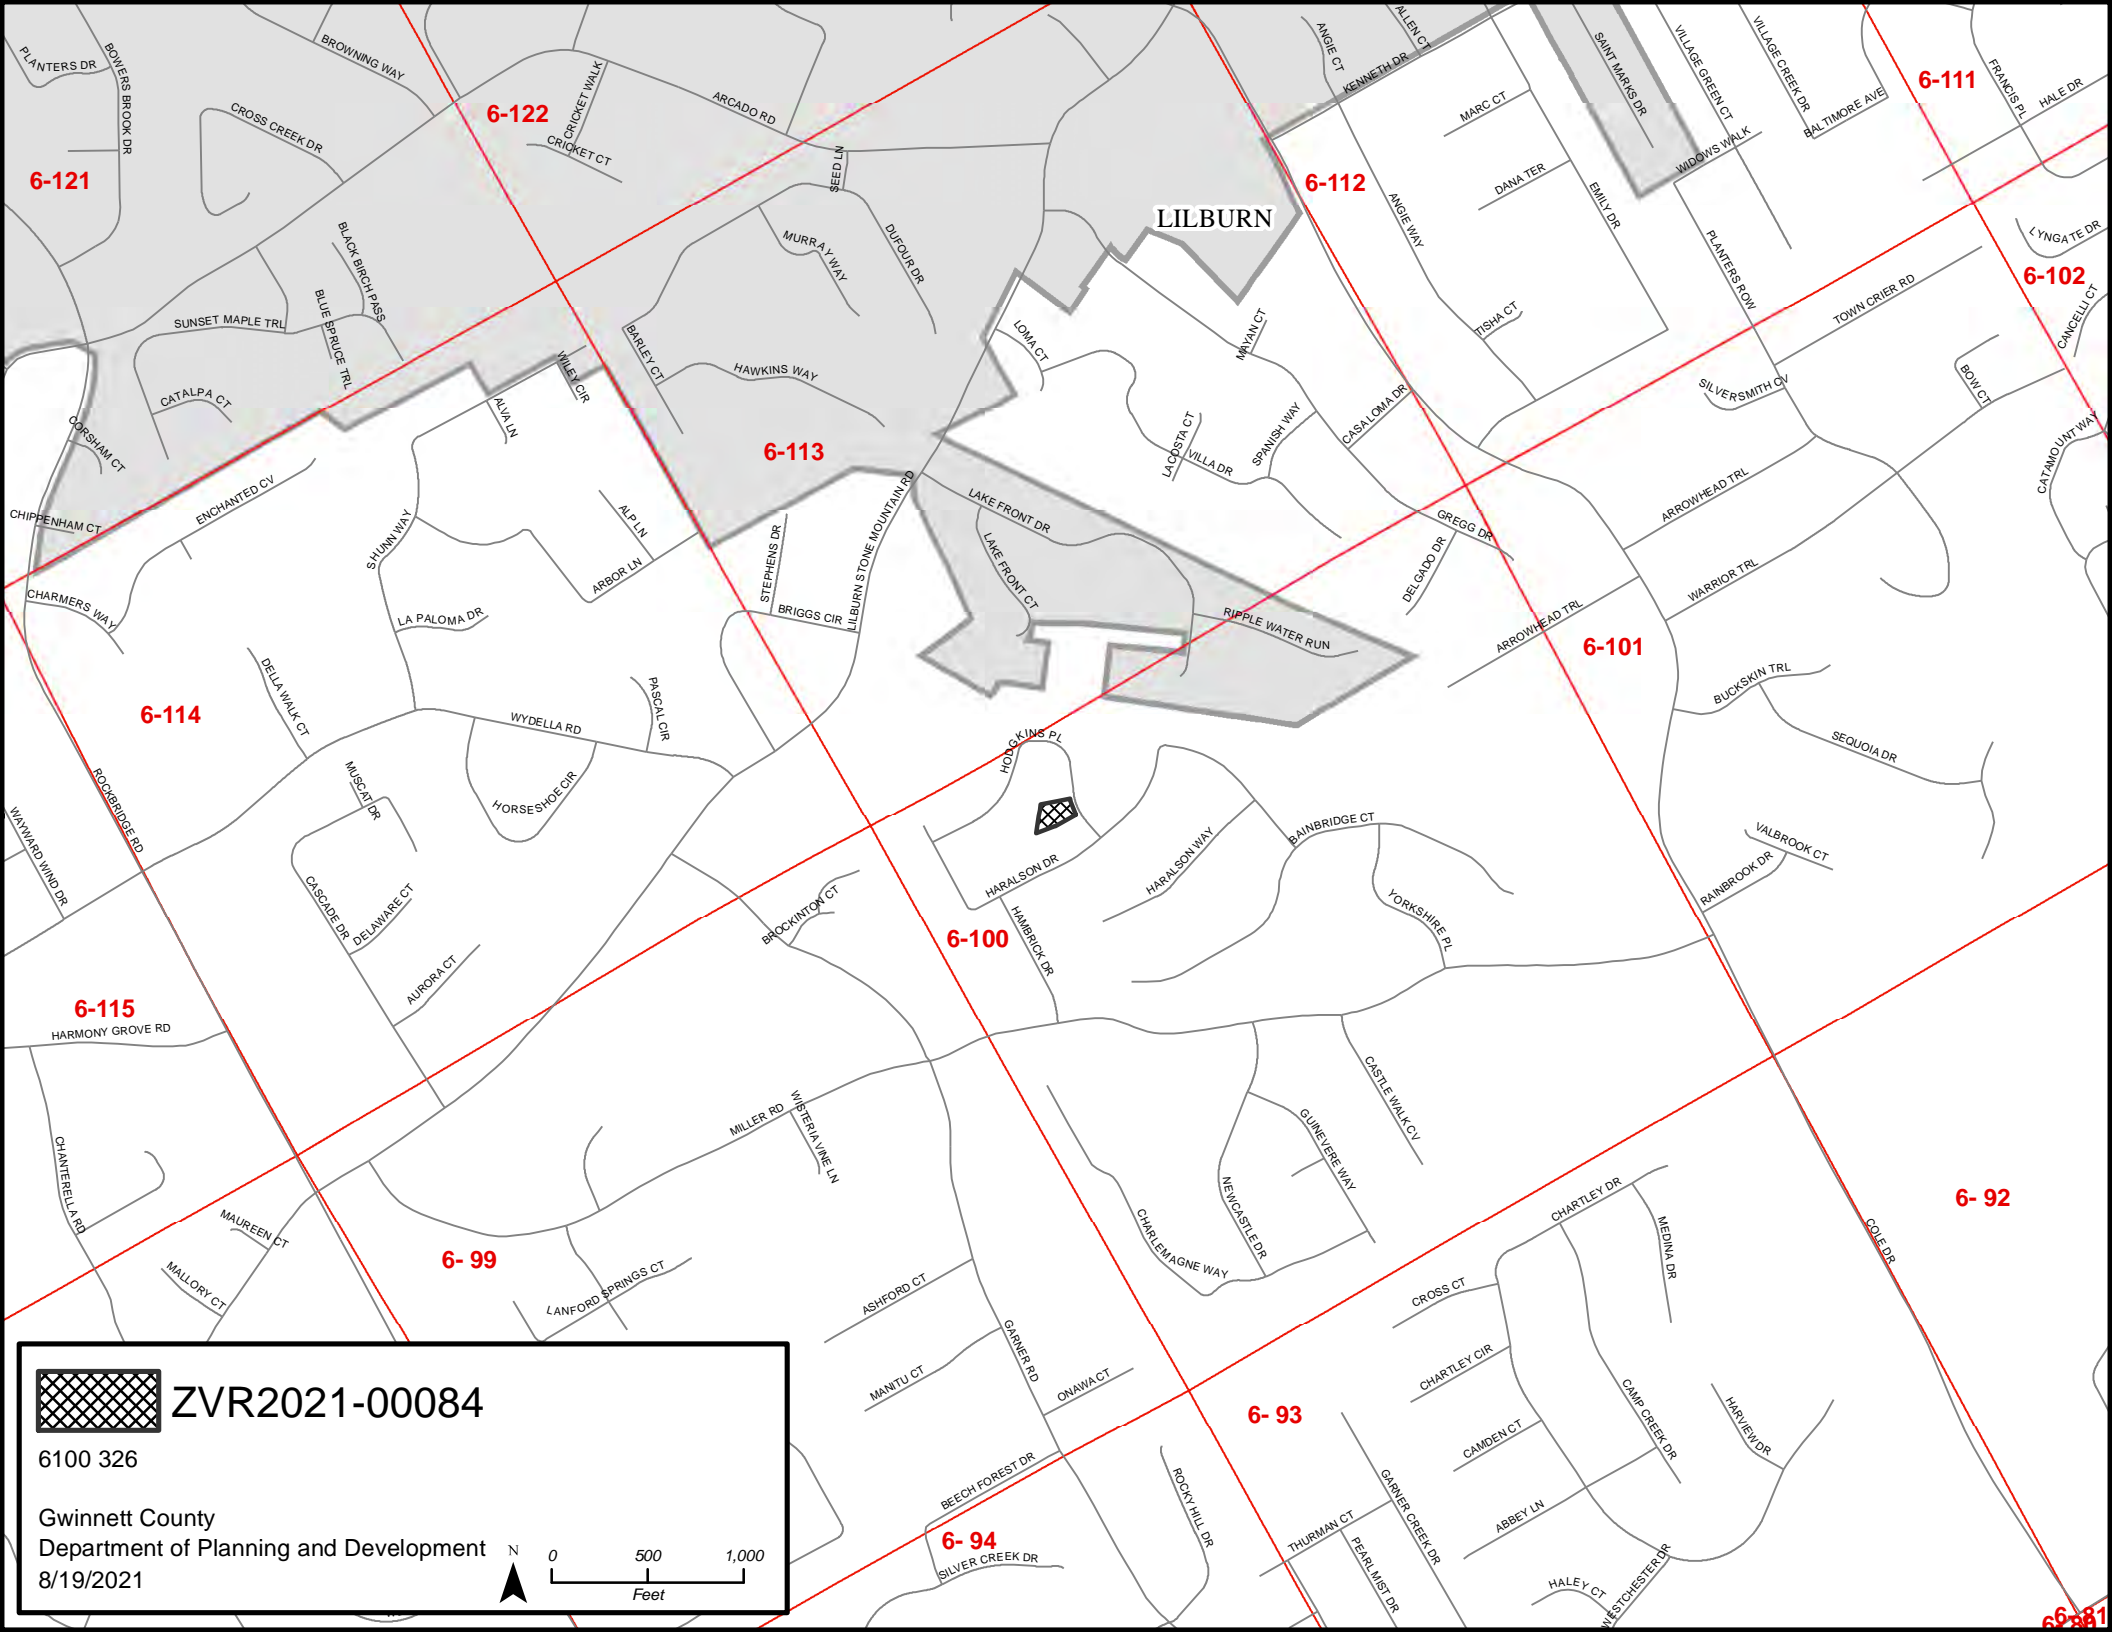 PLANTERS DR
BOWERS BROOK DR
BROWNING WAY
CROSS CREEK DR
6-121
6-122
CRICKET WALK
CRICKET CT
ARCADO RD
SEED LN
MURRAY WAY
DUFOUR DR
LILBURN
ANGIE CT
ALLEN CT
KENNETH DR
MARC CT
6-112
DANA TER
EMILY DR
ANGIE WAY
SAINT MARKS DR
VILLAGE GREEN CT
VILLAGE CREEK DR
BALTIMORE AVE
WIDOWS WALK
6-111
FRANCIS PL
HALE DR
LYNGATE DR
6-102
CANCELLI CT
PLANTERS ROW
TOWN CRIER RD
BLACK BIRCH PASS
BLUE SPRUCE TRL
SUNSET MAPLE TRL
CATALPA CT
CORSHAM CT
CHIPPENHAM CT
WILEY CIR
ALVA LN
BARLEY CT
HAWKINS WAY
6-113
LOMA CT
MAYAN CT
TISHA CT
CASA LOMA DR
SPANISH WAY
LACOSTA CT
VILLA DR
SILVERSMITH CV
BOW CT
CATAMOUNT WAY
ENCHANTED CV
SHUNN WAY
ALP LN
ARBOR LN
STEPHENS DR
BRIGGS CIR
LILBURN STONE MOUNTAIN RD
LAKE FRONT DR
LAKE FRONT CT
RIPPLE WATER RUN
GREGG DR
DELGADO DR
ARROWHEAD TRL
ARROWHEAD TRL
WARRIOR TRL
6-101
BUCKSKIN TRL
SEQUOIA DR
CHARMERS WAY
LA PALOMA DR
DELLA WALK CT
6-114
WYDELLA RD
PASCAL CIR
HORSESHOE CIR
MUSCAT DR
ROCKBRIDGE RD
WAYWARD WIND DR
CASCADE DR
DELAWARE CT
AURORA CT
HODGKINS PL
HARALSON DR
HARALSON WAY
BAINBRIDGE CT
YORKSHIRE PL
VALBROOK CT
RAINBROOK DR
BROCKINTON CT
6-100
HAMBRICK DR
6-115
HARMONY GROVE RD
CHANTERELLA RD
MAUREEN CT
MALLORY CT
6- 99
LANFORD SPRINGS CT
MILLER RD
WISTERIA VINE LN
CASTLE WALK CV
GUINEVERE WAY
NEWCASTLE DR
CHARLEMAGNE WAY
ASHFORD CT
MANITU CT
GARNER RD
ONAWA CT
BEECH FOREST DR
6- 94
SILVER CREEK DR
ROCKY HILL DR
6- 93
CHARTLEY DR
MEDINA DR
CROSS CT
CHARTLEY CIR
CAMDEN CT
CAMP CREEK DR
HARVIEW DR
ABBEY LN
GARNER CREEK DR
THURMAN CT
PEARL MIST DR
HALEY CT
WESTCHESTER DR
COLE DR
6- 92
6- 81
ZVR2021-00084
6100 326
Gwinnett County
Department of Planning and Development
8/19/2021
N
0 500 1,000
Feet